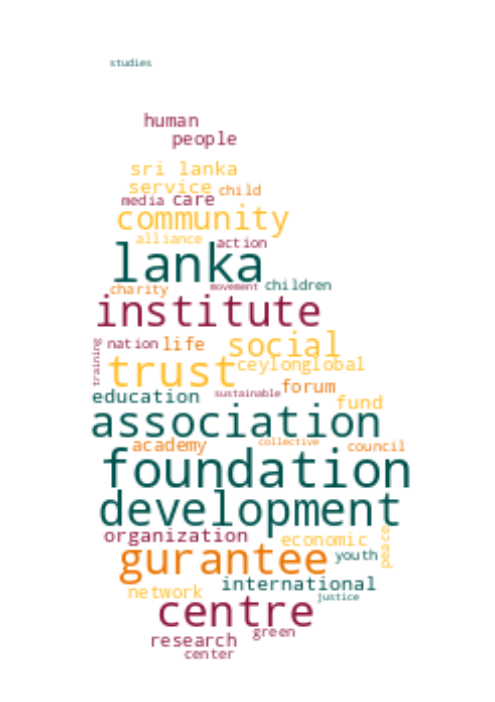 studies
human
people
sri lanka
service child
media care
community
alliance action
lanka
charity movement children
institute
training nation life social
trust ceylon global
education sustainable forum
fund
association
academy collective council
foundation
development
organization economic peace
gurantee youth
international
network justice
centre
research green
center